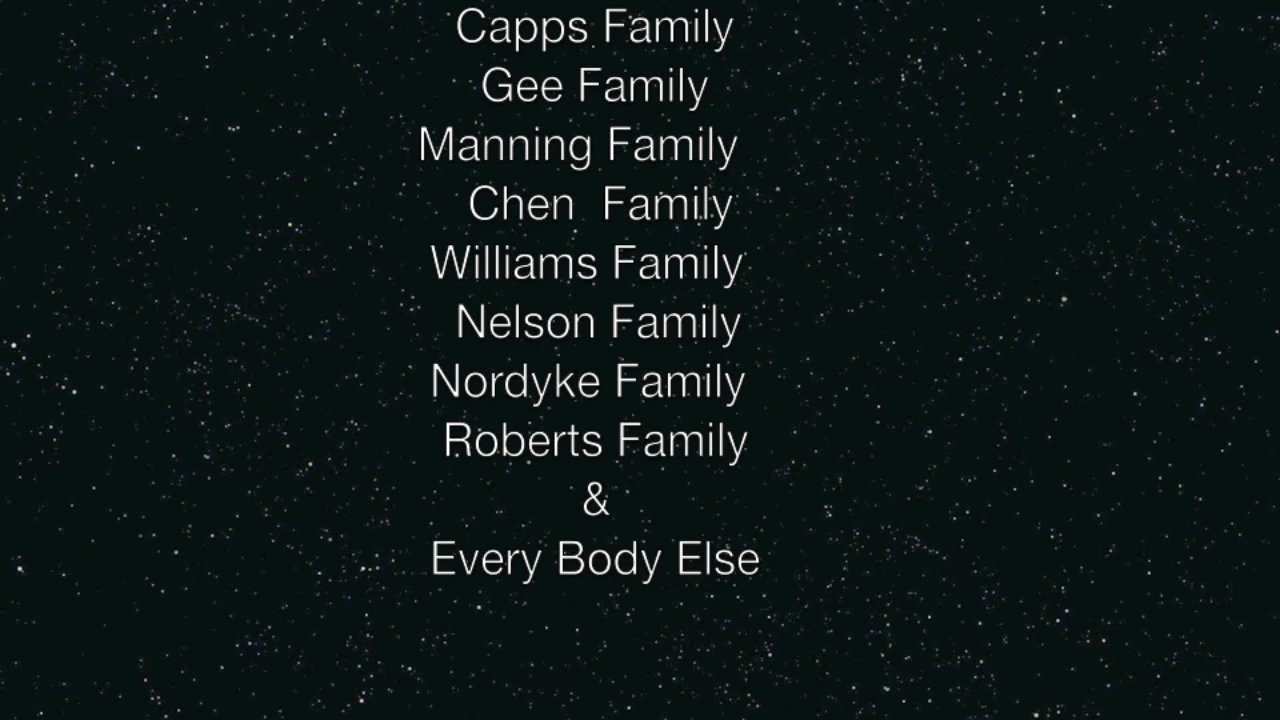 Capps Family
Gee Family
Manning Family
Chen  Family
Williams Family
Nelson Family
Nordyke Family
Roberts Family
&
Every Body Else